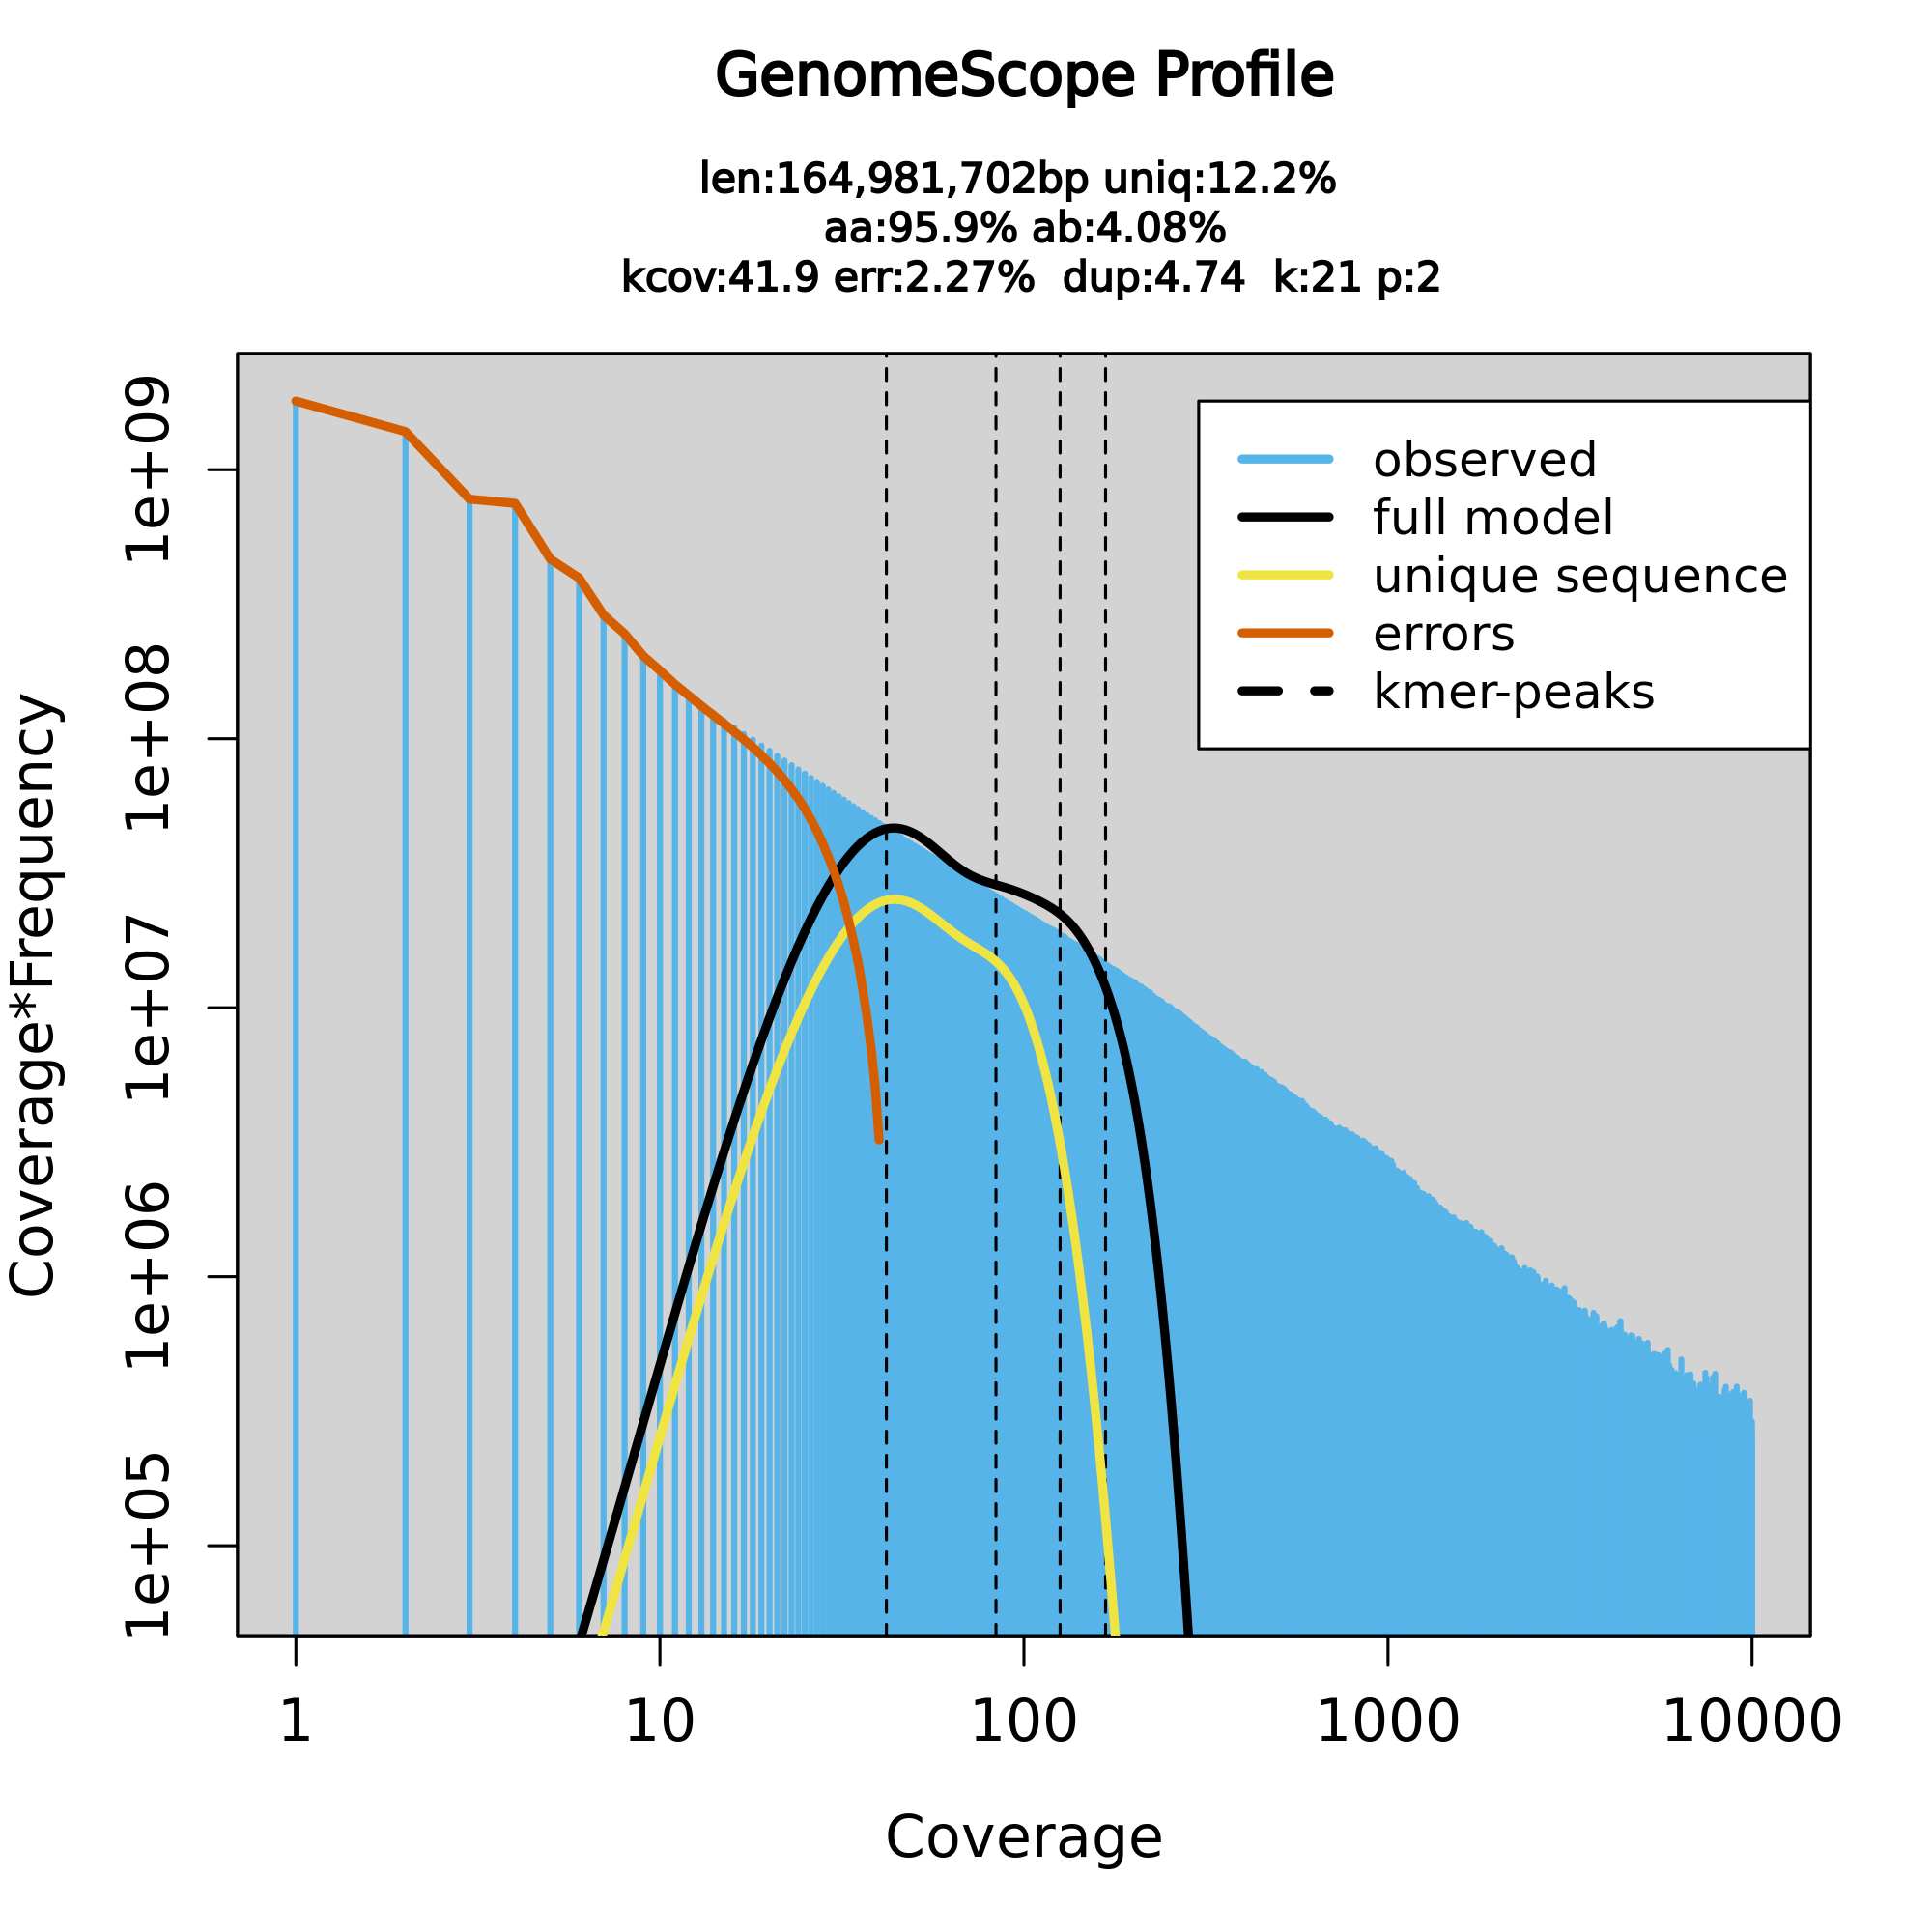 GenomeScope Profile
len:164,981,702bp uniq:12.2%
aa:95.9% ab:4.08%
kcov:41.9 err:2.27% dup:4.74 k:21 p:2
observed
full model
unique sequence
errors
kmer-peaks
Coverage*Frequency
1e+09
1e+08
1e+07
1e+06
1e+05
1 10 100 1000 10000
Coverage